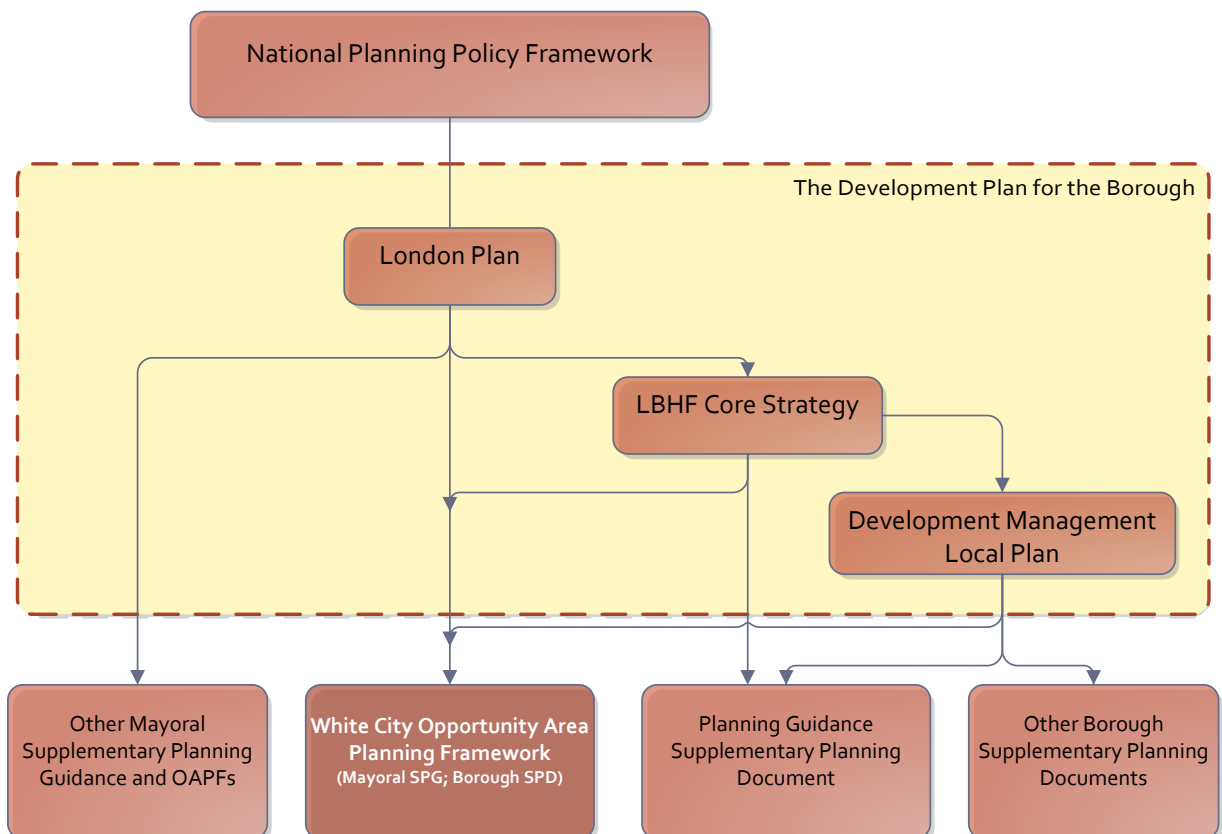 National Planning Policy Framework
The Development Plan for the Borough
London Plan
LBHF Core Strategy
Development Management
Local Plan
Other Mayoral
Supplementary Planning
Guidance and OAPFs
White City Opportunity Area
Planning Framework
(Mayoral SPG; Borough SPD)
Planning Guidance
Supplementary Planning
Document
Other Borough
Supplementary Planning
Documents